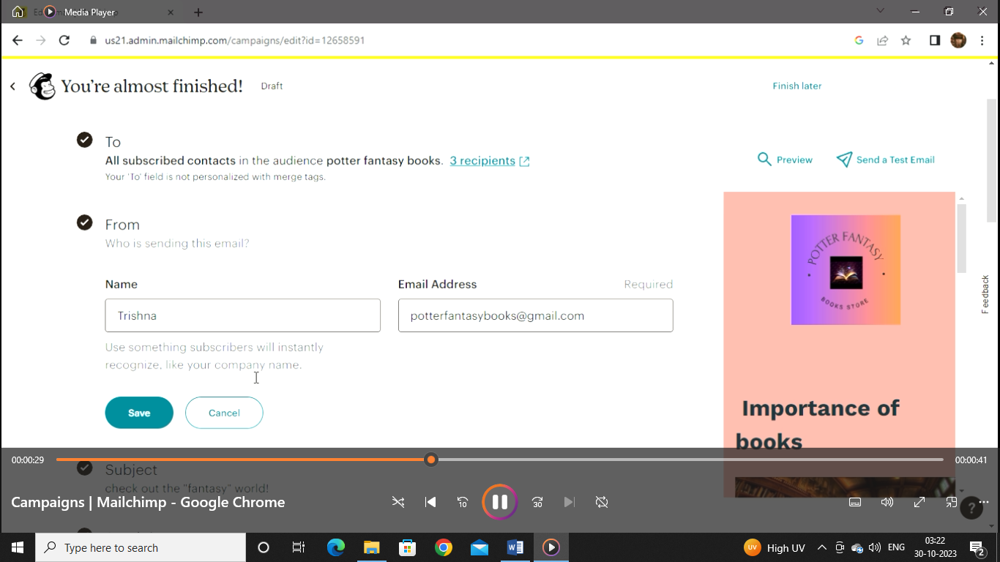 Media Player
us21.admin.mailchimp.com/campaigns/edit?id=12658591
You're almost finished! Draft Finish later
To
All subscribed contacts in the audience potter fantasy books. 3 recipients
Your 'To' field is not personalized with merge tags.
Preview Send a Test Email
From
Who is sending this email?
Name
Trishna
Use something subscribers will instantly
recognize, like your company name.
Email Address Required
potterfantasybooks@gmail.com
Save Cancel
POTTER FANTASY
BOOKS STORE
Importance of
books
Feedback
00:00:29 00:00:41
Subject
check out the "fantasy" world!
Campaigns | Mailchimp - Google Chrome
10 30
?
Type here to search
UV High UV ENG 03:22
30-10-2023
2